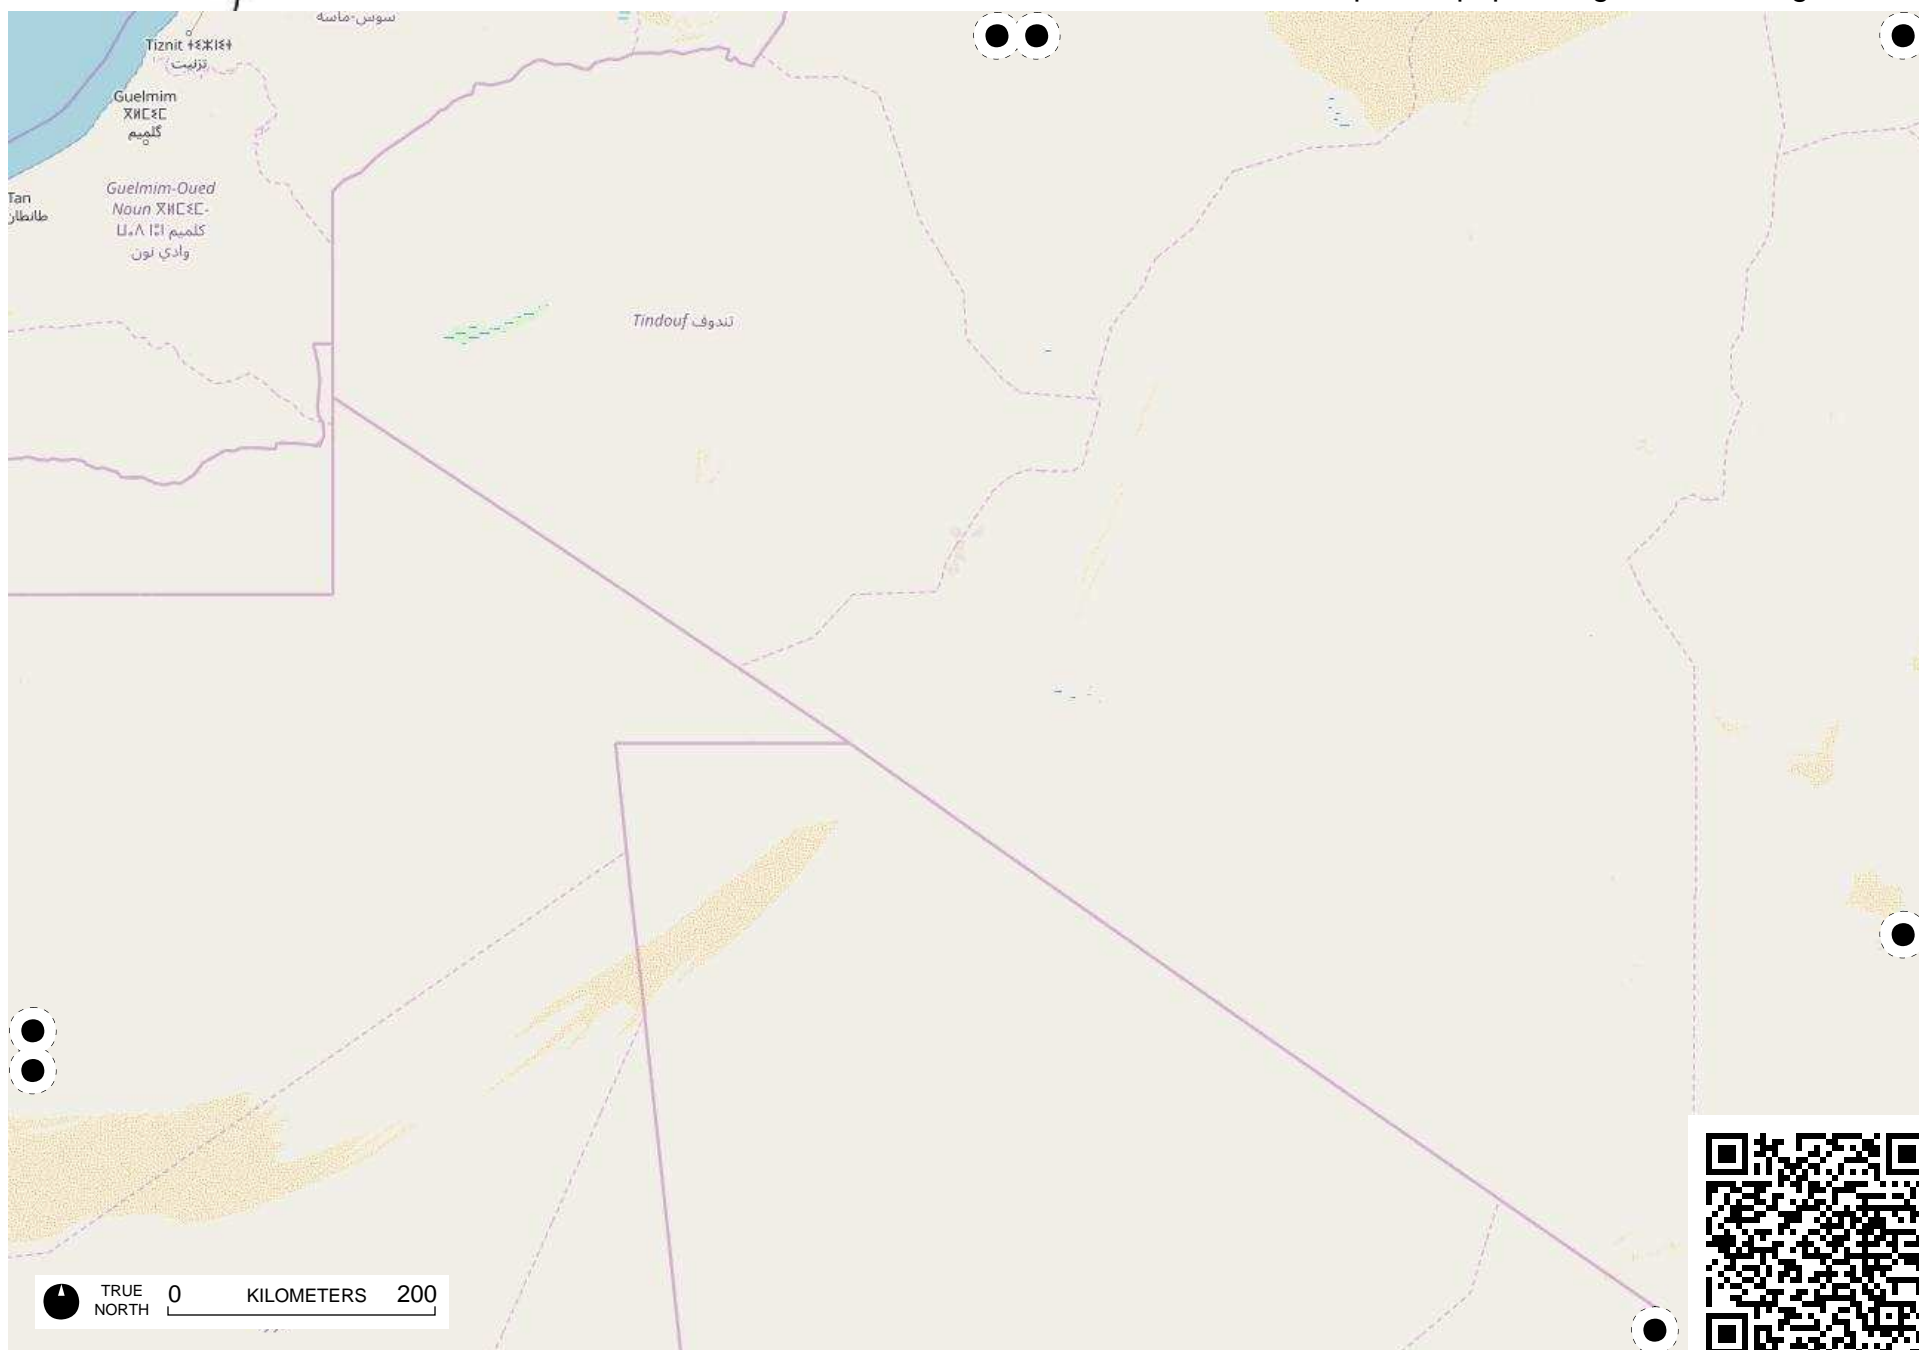 سوس-ماسة
Tiznit ⵜⵉⵣⵏⵉⵜ
تزنيت
Guelmim
ⴳⵍⵎⵉⵎ
گلميم
Guelmim-Oued
Noun ⴳⵍⵎⵉⵎ-
ⵡⴰⴷ ⵏⵓⵏ كلميم
وادي نون
Tan
طانطان
Tindouf تندوف
TRUE
NORTH
0 KILOMETERS 200